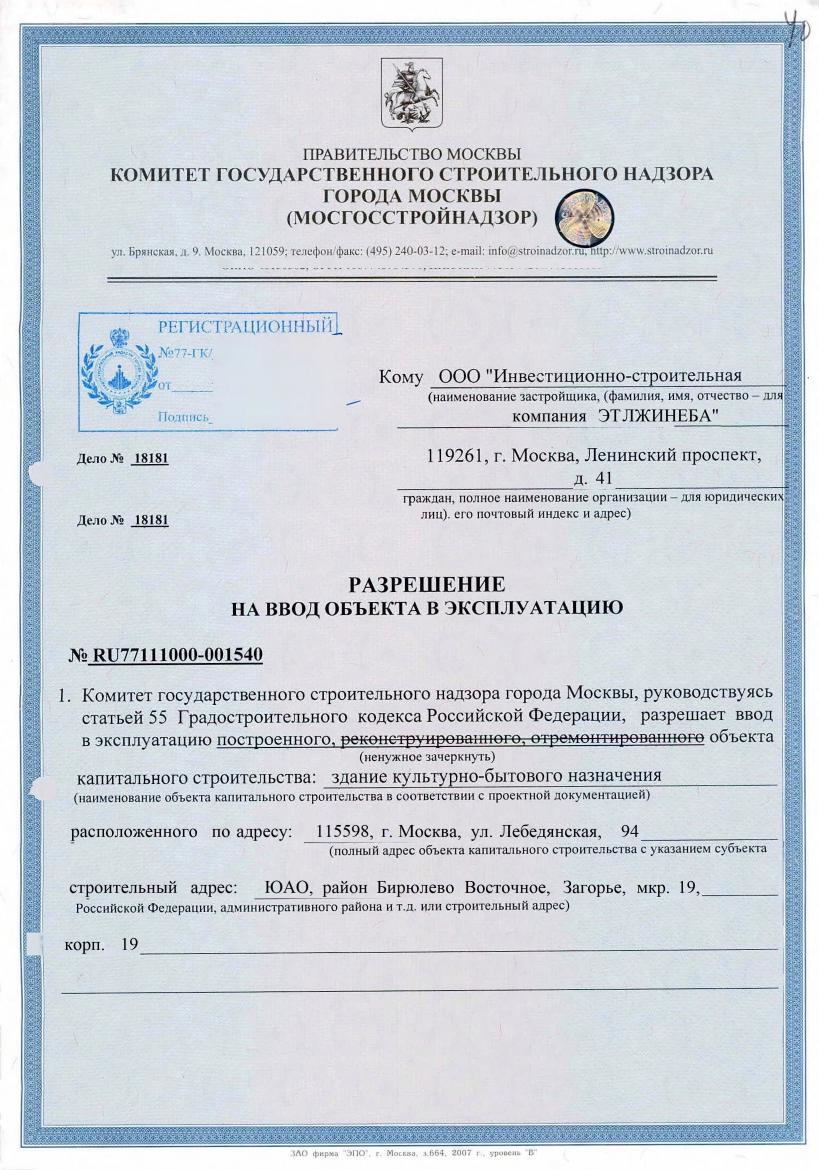 40
ПРАВИТЕЛЬСТВО МОСКВЫ
КОМИТЕТ ГОСУДАРСТВЕННОГО СТРОИТЕЛЬНОГО НАДЗОРА
ГОРОДА МОСКВЫ
(МОСГОССТРОЙНАДЗОР)
ул. Брянская, д. 9. Москва, 121059; телефон/факс: (495) 240-03-12; e-mail: info@stroinadzor.ru, http://www.stroinadzor.ru
РЕГИСТРАЦИОННЫЙ
№77-ГК/
от
Подпись
Кому ООО "Инвестиционно-строительная
(наименование застройщика, (фамилия, имя, отчество – для
компания ЭТЛЖИНЕБА"
Дело № 18181
119261, г. Москва, Ленинский проспект,
д. 41
граждан, полное наименование организации – для юридических
лиц). его почтовый индекс и адрес)
Дело № 18181
РАЗРЕШЕНИЕ
НА ВВОД ОБЪЕКТА В ЭКСПЛУАТАЦИЮ
№ RU77111000-001540
1. Комитет государственного строительного надзора города Москвы, руководствуясь
статьей 55 Градостроительного кодекса Российской Федерации, разрешает ввод
в эксплуатацию построенного, реконструированного, отремонтированного объекта
(ненужное зачеркнуть)
капитального строительства: здание культурно-бытового назначения
(наименование объекта капитального строительства в соответствии с проектной документацией)
расположенного по адресу: 115598, г. Москва, ул. Лебедянская, 94
(полный адрес объекта капитального строительства с указанием субъекта
строительный адрес: ЮАО, район Бирюлево Восточное, Загорье, мкр. 19,
Российской Федерации, административного района и т.д. или строительный адрес)
корп. 19
ЗАО фирма "ЭПО", г. Москва, з.664, 2007 г., уровень "В"